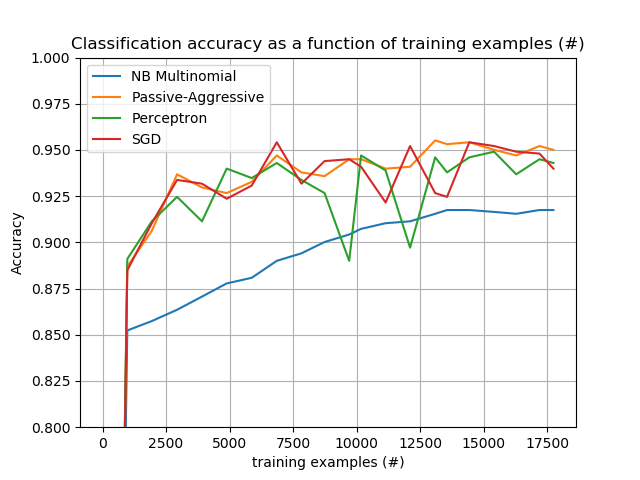 Classification accuracy as a function of training examples (#)
1.000
0.975
0.950
0.925
0.900
0.875
0.850
0.825
0.800
Accuracy
NB Multinomial
Passive-Aggressive
Perceptron
SGD
0 2500 5000 7500 10000 12500 15000 17500
training examples (#)